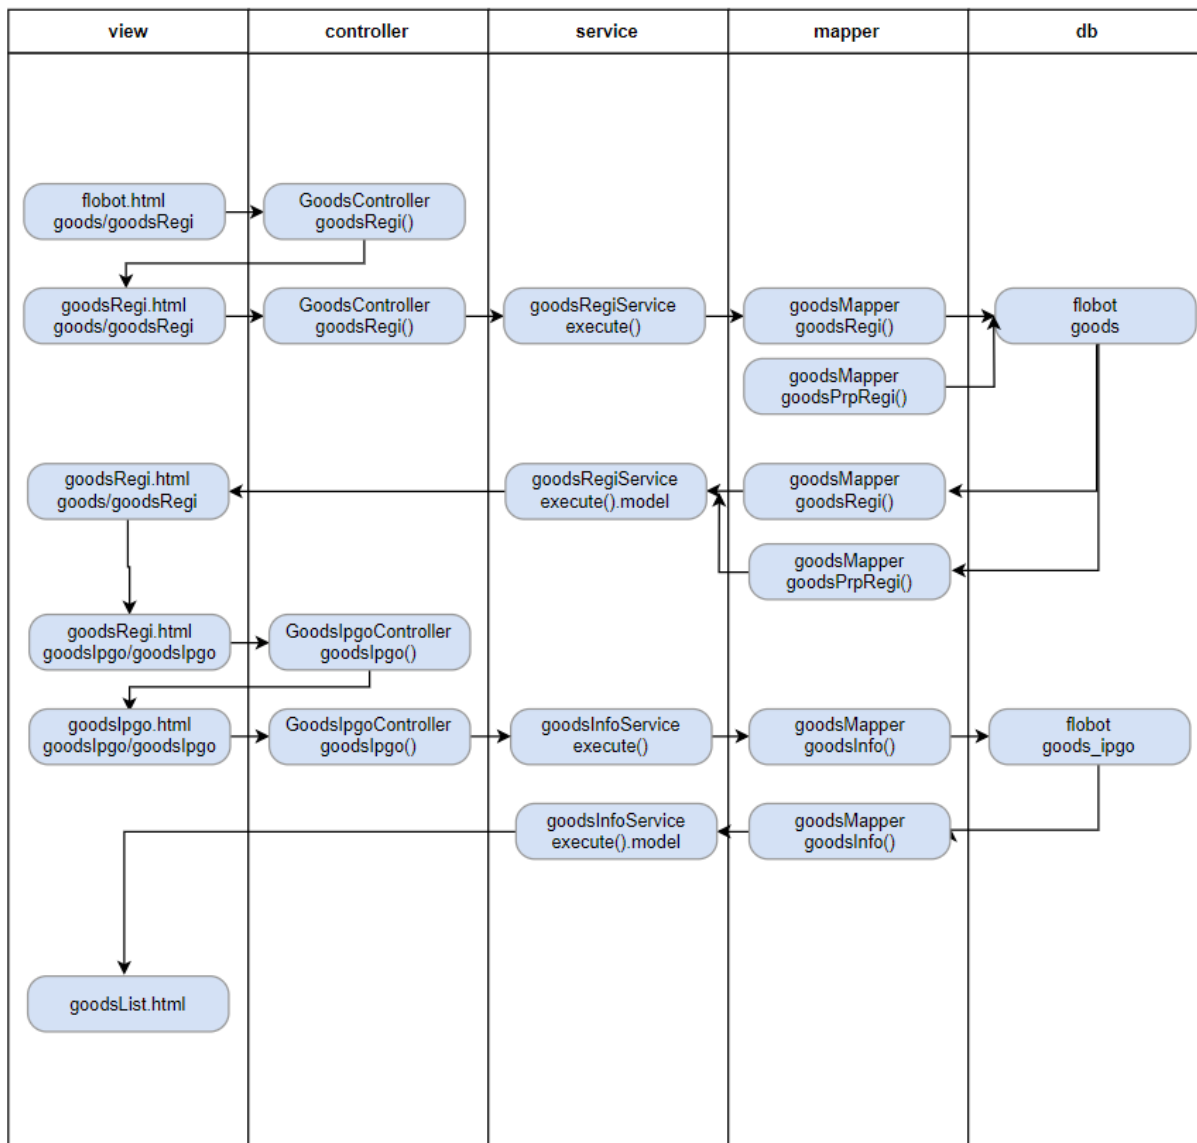 view
controller
service
mapper
db
flobot.html
goods/goodsRegi
GoodsController
goodsRegi()
goodsRegi.html
goods/goodsRegi
GoodsController
goodsRegi()
goodsRegiService
execute()
goodsMapper
goodsRegi()
flobot
goods
goodsMapper
goodsPrpRegi()
goodsRegi.html
goods/goodsRegi
goodsRegiService
execute().model
goodsMapper
goodsRegi()
goodsMapper
goodsPrpRegi()
goodsRegi.html
goodsIpgo/goodsIpgo
GoodsIpgoController
goodsIpgo()
goodsIpgo.html
goodsIpgo/goodsIpgo
GoodsIpgoController
goodsIpgo()
goodsInfoService
execute()
goodsMapper
goodsInfo()
flobot
goods_ipgo
goodsInfoService
execute().model
goodsMapper
goodsInfo()
goodsList.html